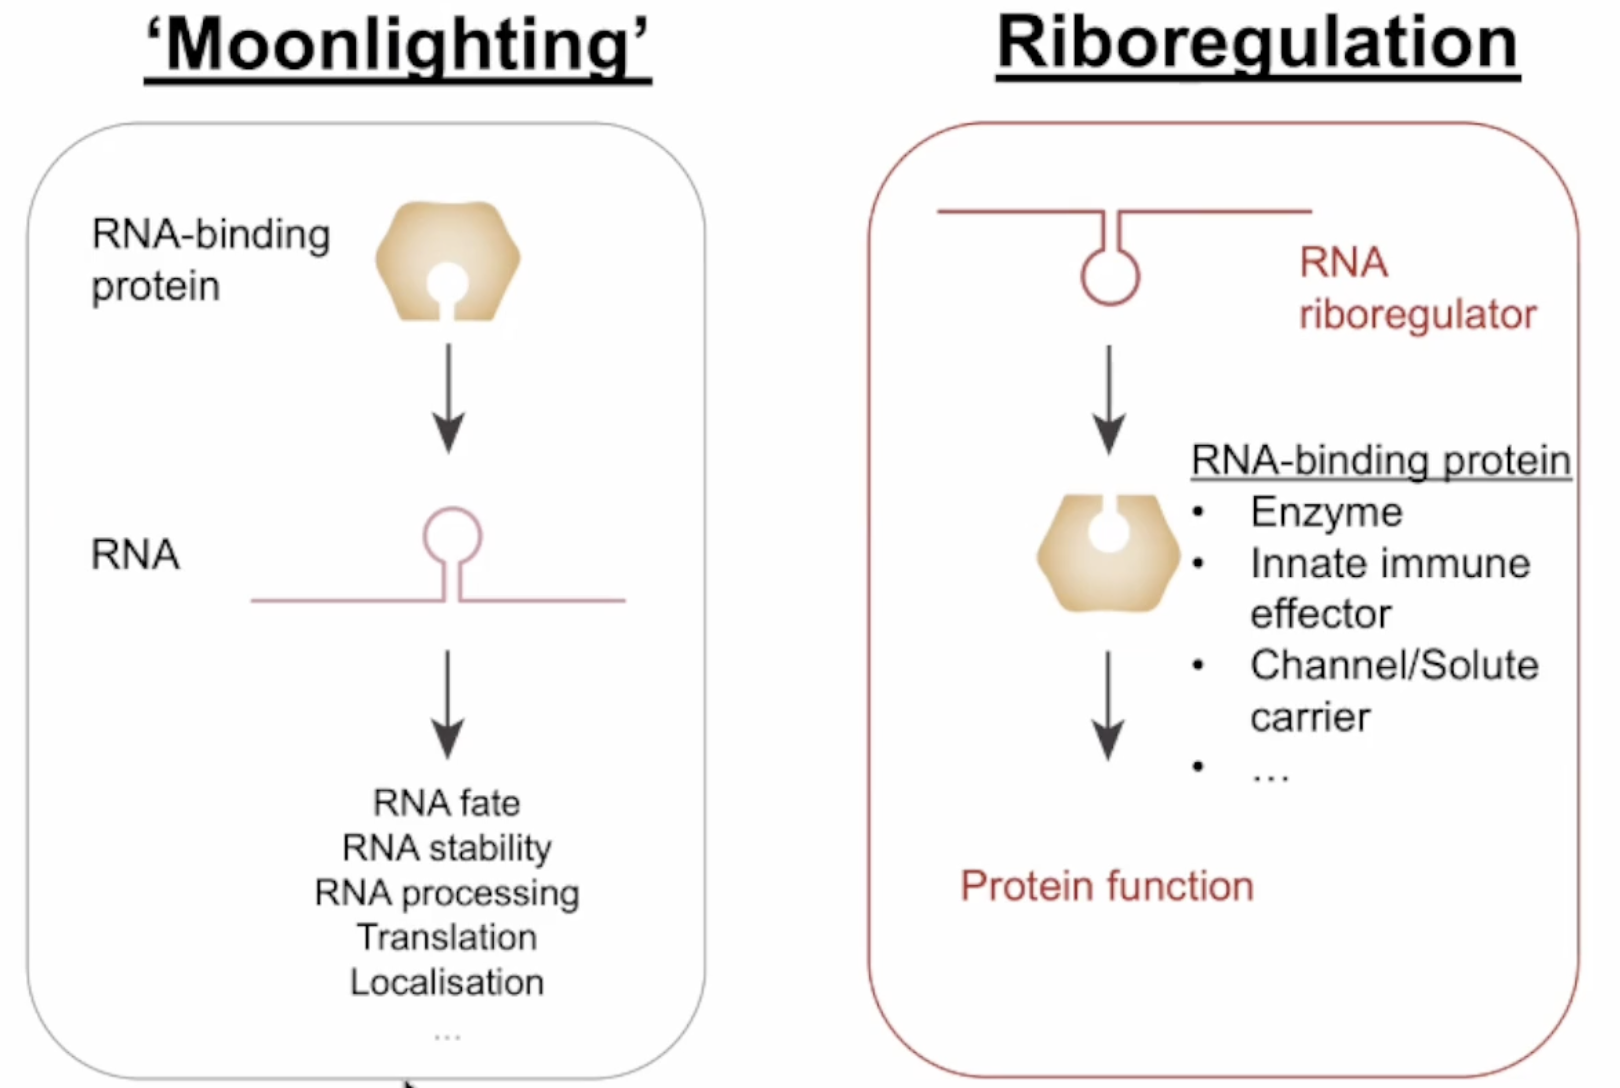 ‘Moonlighting’
RNA-binding
protein
RNA
RNA fate
RNA stability
RNA processing
Translation
Localisation
...
Riboregulation
RNA
riboregulator
RNA-binding protein
• Enzyme
• Innate immune
effector
• Channel/Solute
carrier
• ...
Protein function